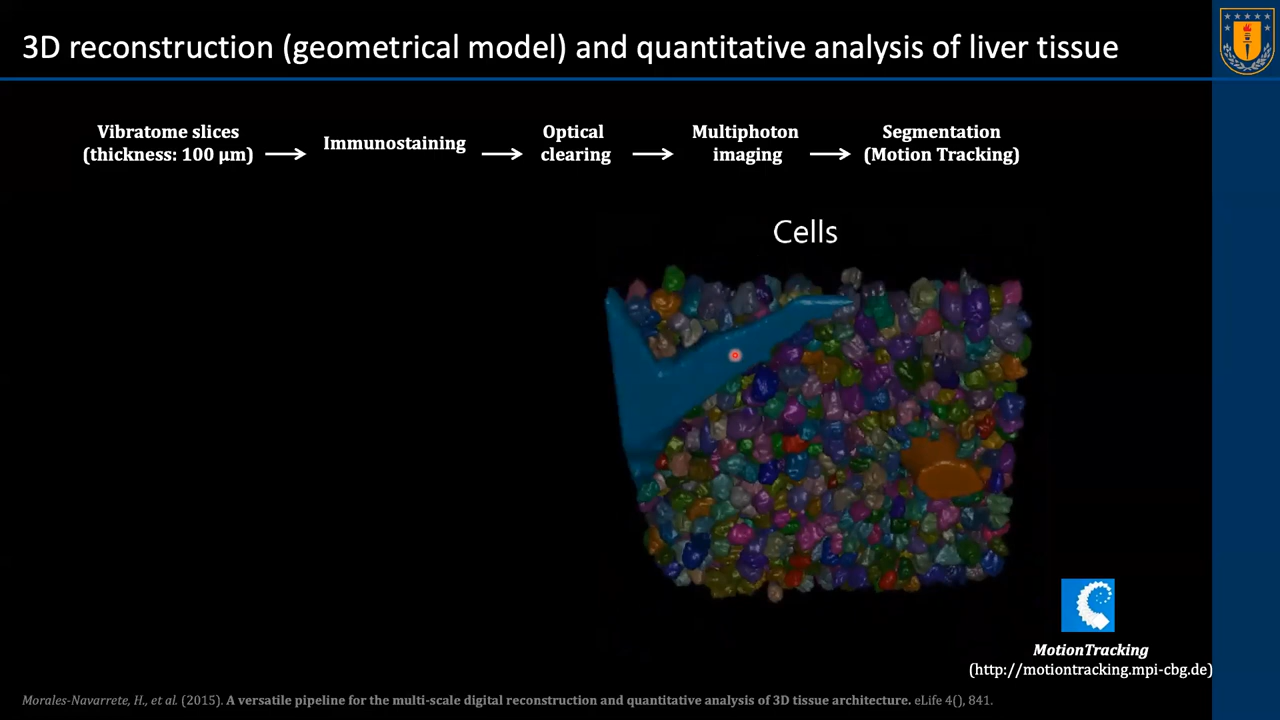 3D reconstruction (geometrical model) and quantitative analysis of liver tissue
Vibratome slices
(thickness: 100 μm)
Immunostaining
Optical
clearing
Multiphoton
imaging
Segmentation
(Motion Tracking)
Cells
MotionTracking
(http://motiontracking.mpi-cbg.de)
Morales-Navarrete, H., et al. (2015). A versatile pipeline for the multi-scale digital reconstruction and quantitative analysis of 3D tissue architecture. eLife 4(), 841.